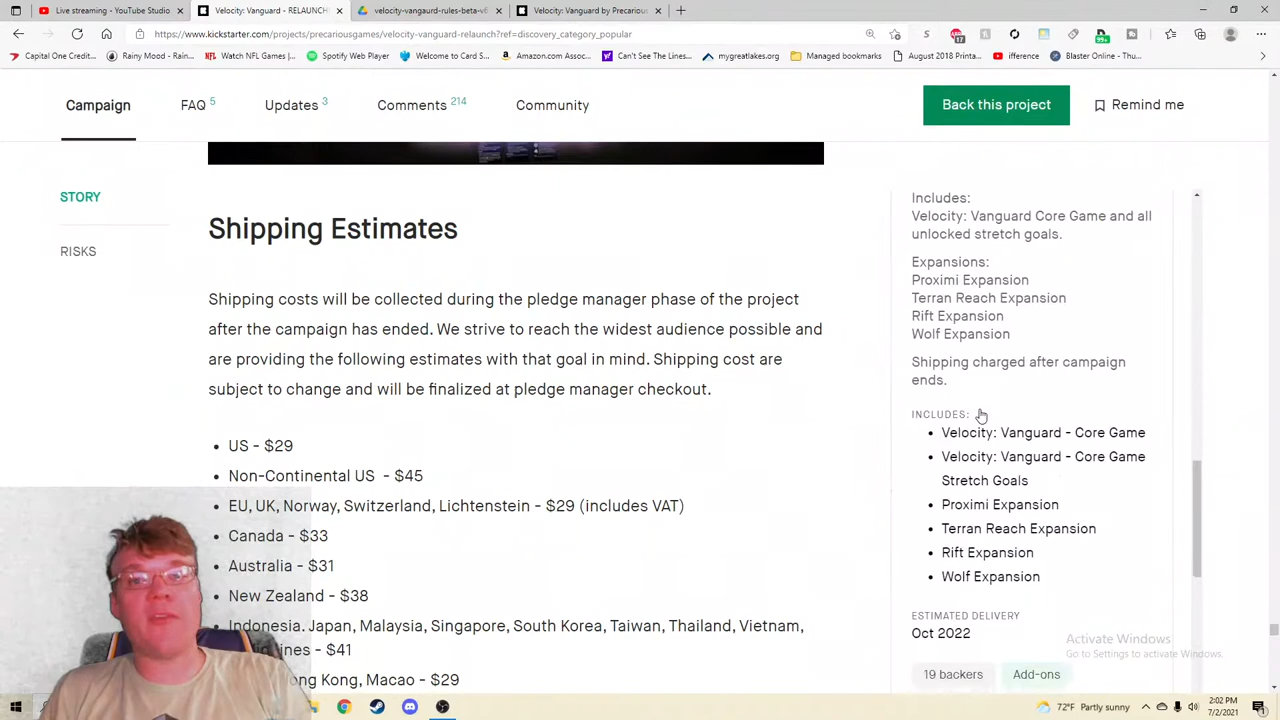 Live streaming - YouTube Studio
Velocity: Vanguard - RELAUNCH
velocity-vangaurd-rules-beta-v6
Velocity: Vanguard by Precarious
https://www.kickstarter.com/projects/precariousgames/velocity-vanguard-relaunch?ref=discovery_category_popular
17
99+
Capital One Credit...
Rainy Mood - Rainy...
Watch NFL Games |...
Spotify Web Player
Welcome to Card S...
Amazon.com Assoc...
Can't See The Lines...
mygreatlakes.org
Managed bookmarks
August 2018 Printa...
ifference
Blaster Online - Thu...
Campaign
FAQ 5
Updates 3
Comments 214
Community
Back this project
Remind me
STORY
RISKS
Shipping Estimates
Shipping costs will be collected during the pledge manager phase of the project
after the campaign has ended. We strive to reach the widest audience possible and
are providing the following estimates with that goal in mind. Shipping cost are
subject to change and will be finalized at pledge manager checkout.
US - $29
Non-Continental US - $45
EU, UK, Norway, Switzerland, Lichtenstein - $29 (includes VAT)
Canada - $33
Australia - $31
New Zealand - $38
Indonesia. Japan, Malaysia, Singapore, South Korea, Taiwan, Thailand, Vietnam,
- $41
Kong, Macao - $29
Includes:
Velocity: Vanguard Core Game and all
unlocked stretch goals.
Expansions:
Proximi Expansion
Terran Reach Expansion
Rift Expansion
Wolf Expansion
Shipping charged after campaign
ends.
INCLUDES:
Velocity: Vanguard - Core Game
Velocity: Vanguard - Core Game
Stretch Goals
Proximi Expansion
Terran Reach Expansion
Rift Expansion
Wolf Expansion
ESTIMATED DELIVERY
Oct 2022
19 backers
Add-ons
Activate Windows
Go to Settings to activate Windows.
72°F Partly sunny
2:02 PM
7/2/2021